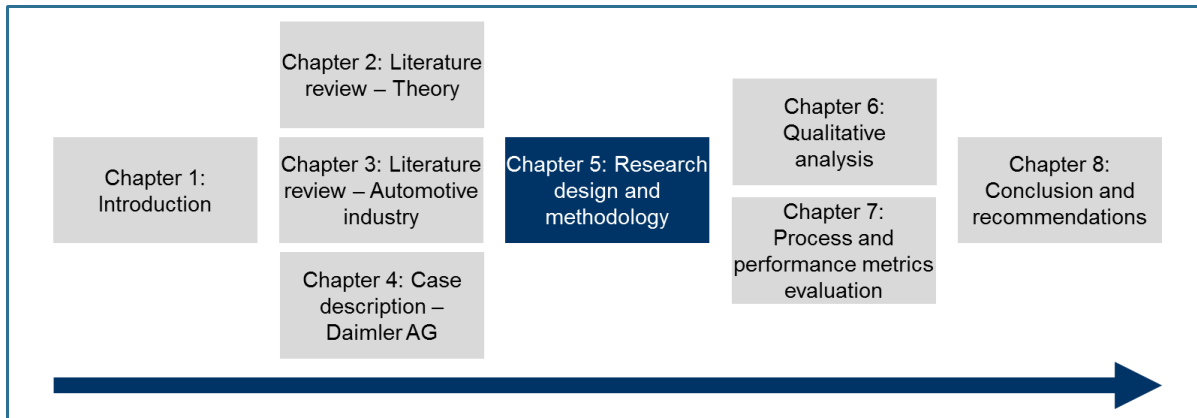 Chapter 1:
Introduction
Chapter 2: Literature
review – Theory
Chapter 3: Literature
review – Automotive
industry
Chapter 4: Case
description –
Daimler AG
Chapter 5: Research
design and
methodology
Chapter 6:
Qualitative
analysis
Chapter 7:
Process and
performance metrics
evaluation
Chapter 8:
Conclusion and
recommendations